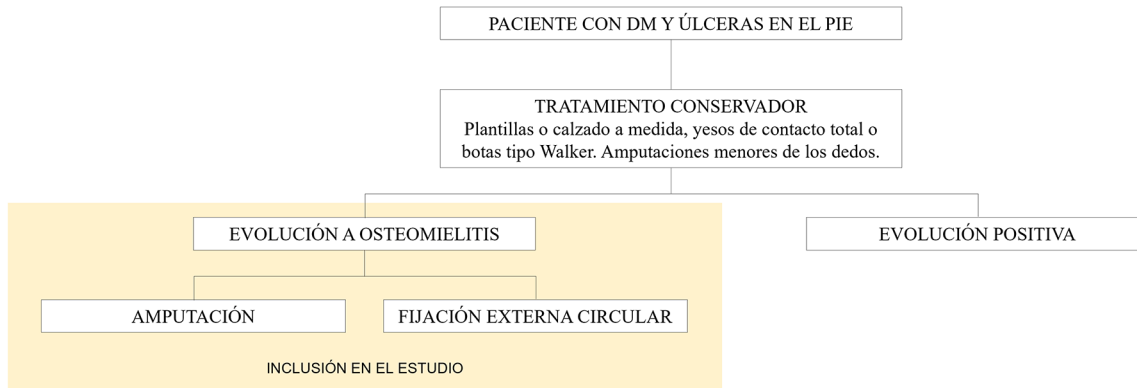 PACIENTE CON DM Y ÚLCERAS EN EL PIE
TRATAMIENTO CONSERVADOR
Plantillas o calzado a medida, yesos de contacto total o
botas tipo Walker. Amputaciones menores de los dedos.
EVOLUCIÓN A OSTEOMIELITIS
EVOLUCIÓN POSITIVA
AMPUTACIÓN
FIJACIÓN EXTERNA CIRCULAR
INCLUSIÓN EN EL ESTUDIO